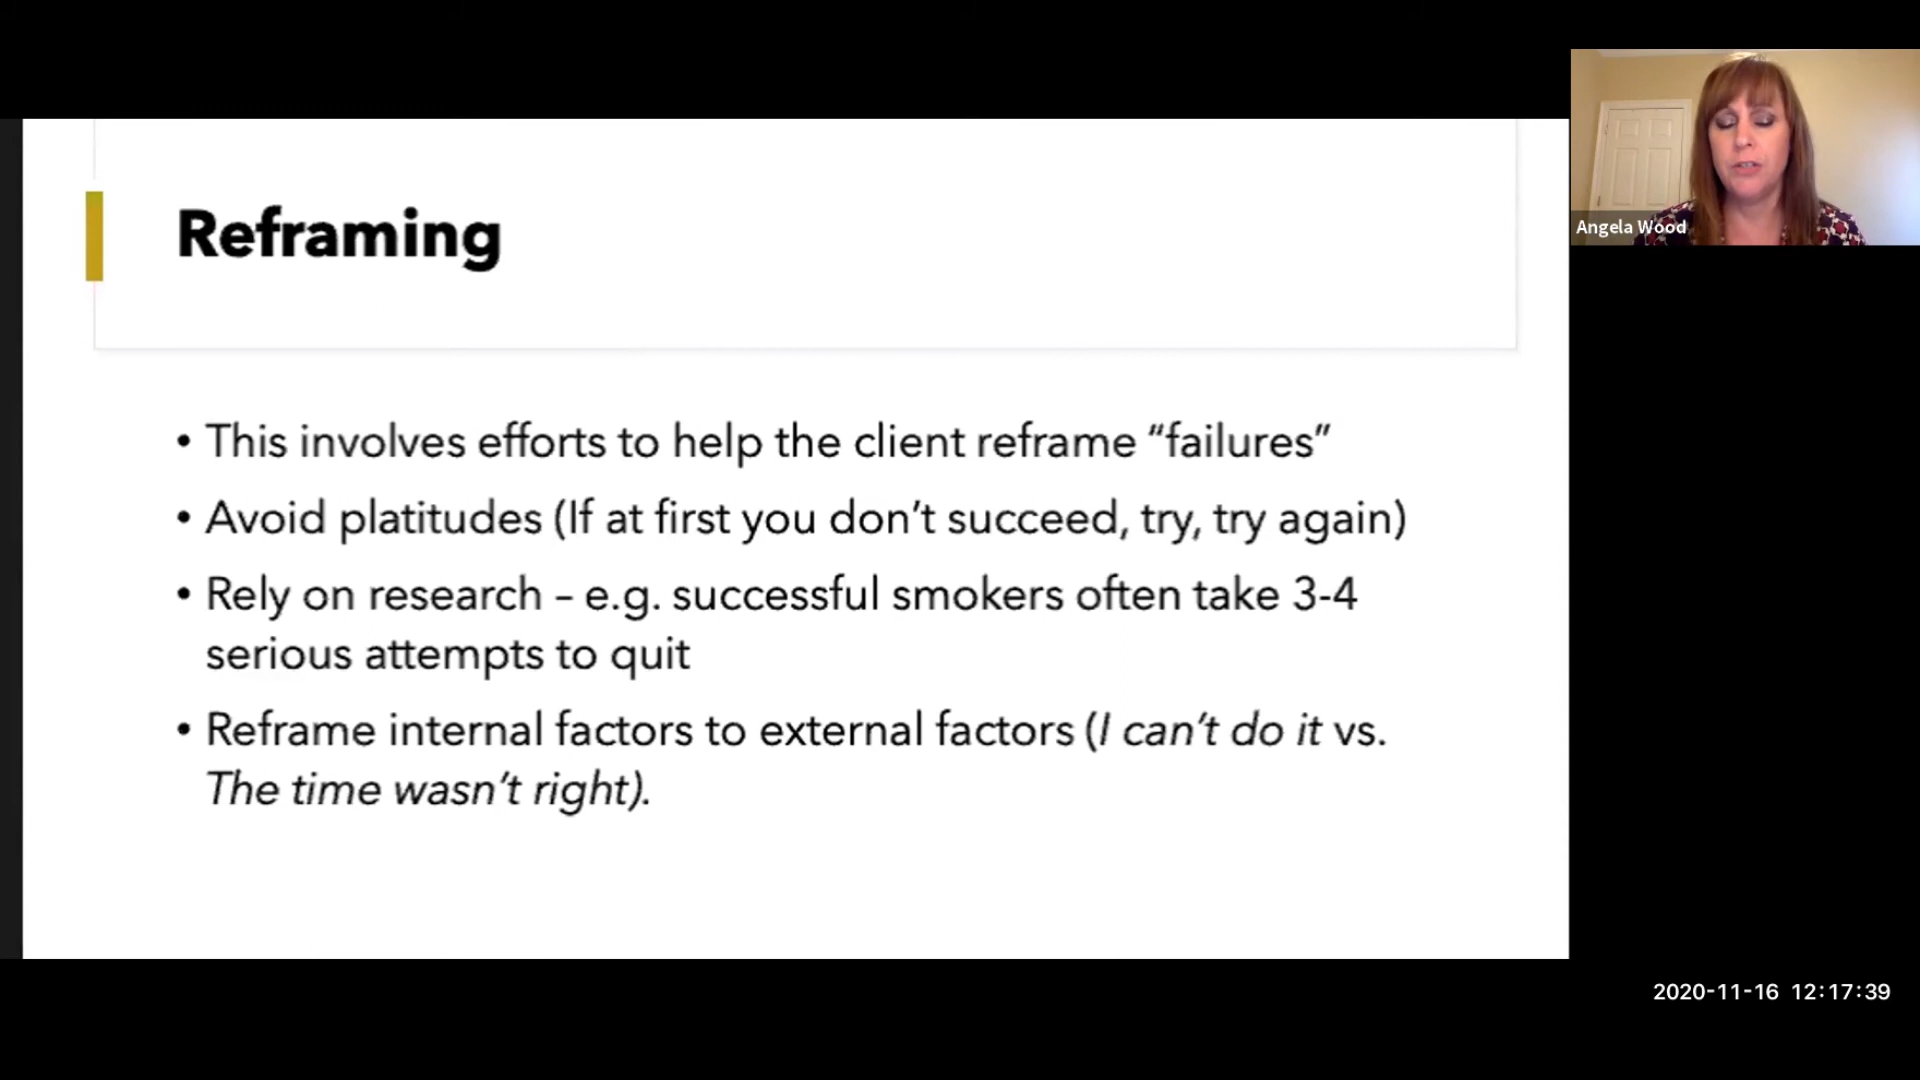 Reframing
• This involves efforts to help the client reframe “failures”
• Avoid platitudes (If at first you don’t succeed, try, try again)
• Rely on research – e.g. successful smokers often take 3-4
serious attempts to quit
• Reframe internal factors to external factors (I can’t do it vs.
The time wasn’t right).
Angela Wood
2020-11-16 12:17:39